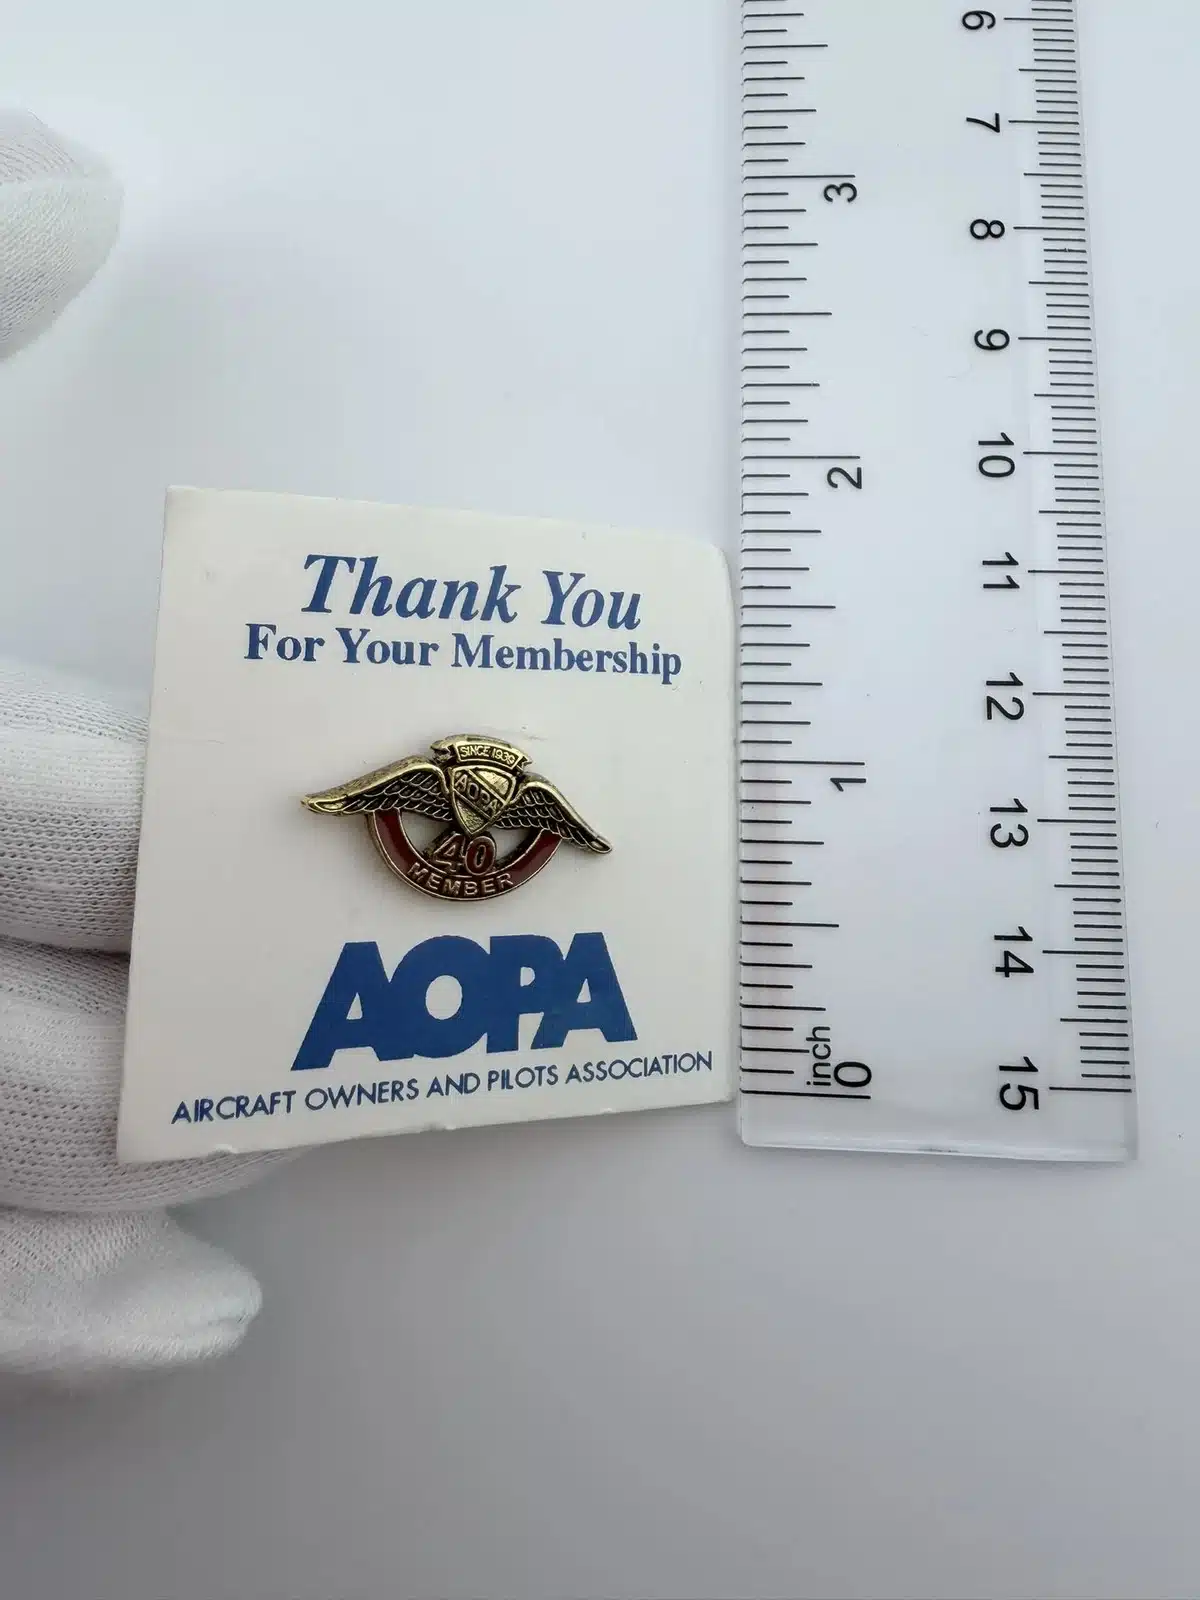 Thank You
For Your Membership
SINCE 1939
AOPA
40
MEMBER
AOPA
AIRCRAFT OWNERS AND PILOTS ASSOCIATION
6
7
3
8
9
10
2
11
12
1
13
14
inch
0
15